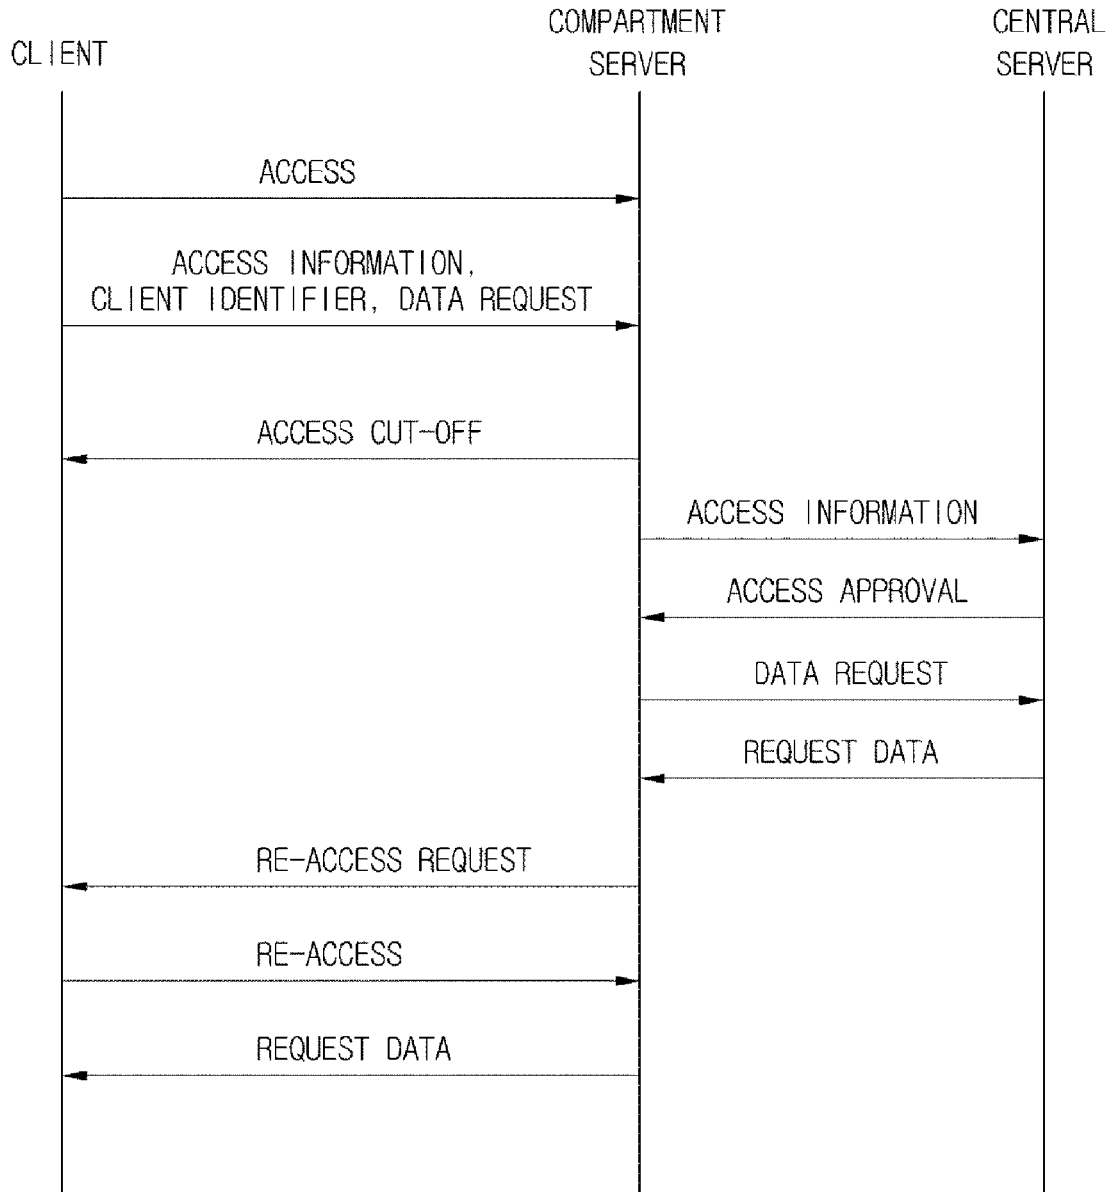 CLIENT
COMPARTMENT
SERVER
CENTRAL
SERVER
ACCESS
ACCESS INFORMATION,
CLIENT IDENTIFIER, DATA REQUEST
ACCESS CUT-OFF
ACCESS INFORMATION
ACCESS APPROVAL
DATA REQUEST
REQUEST DATA
RE-ACCESS REQUEST
RE-ACCESS
REQUEST DATA